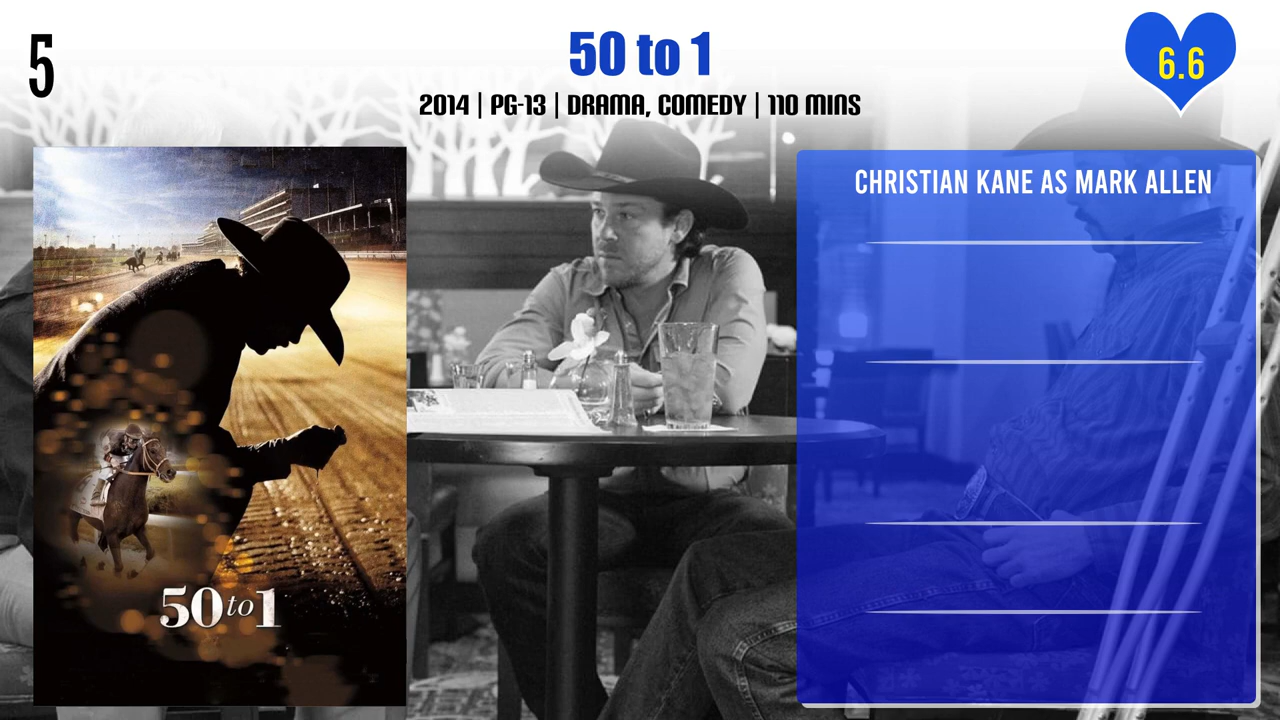 5
50 to 1
6.6
2014 | PG-13 | DRAMA, COMEDY | 110 MINS
CHRISTIAN KANE AS MARK ALLEN
50 to 1